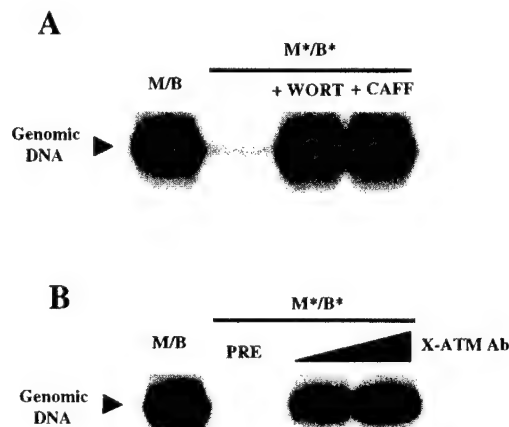 A
M*/B*
M/B
+ WORT + CAFF
Genomic
DNA
B
M*/B*
M/B
PRE
X-ATM Ab
Genomic
DNA